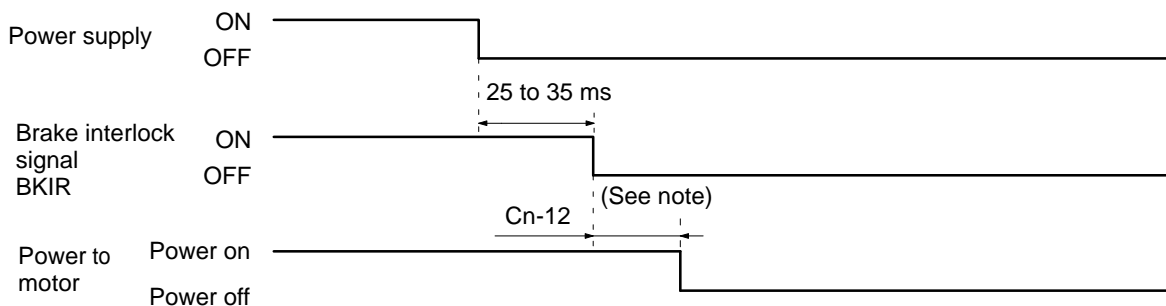 Power supply
ON
OFF
25 to 35 ms
Brake interlock
signal
BKIR
ON
OFF
(See note)
Cn-12
Power to
motor
Power on
Power off